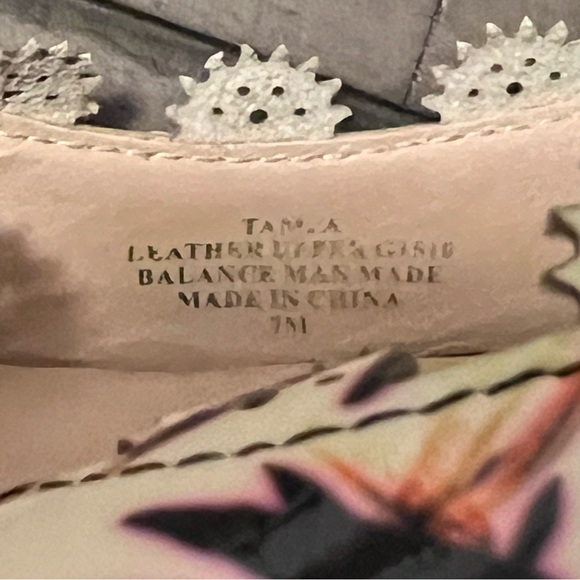 LEATHER UPPER
BALANCE MAN MADE
MADE IN CHINA
7M